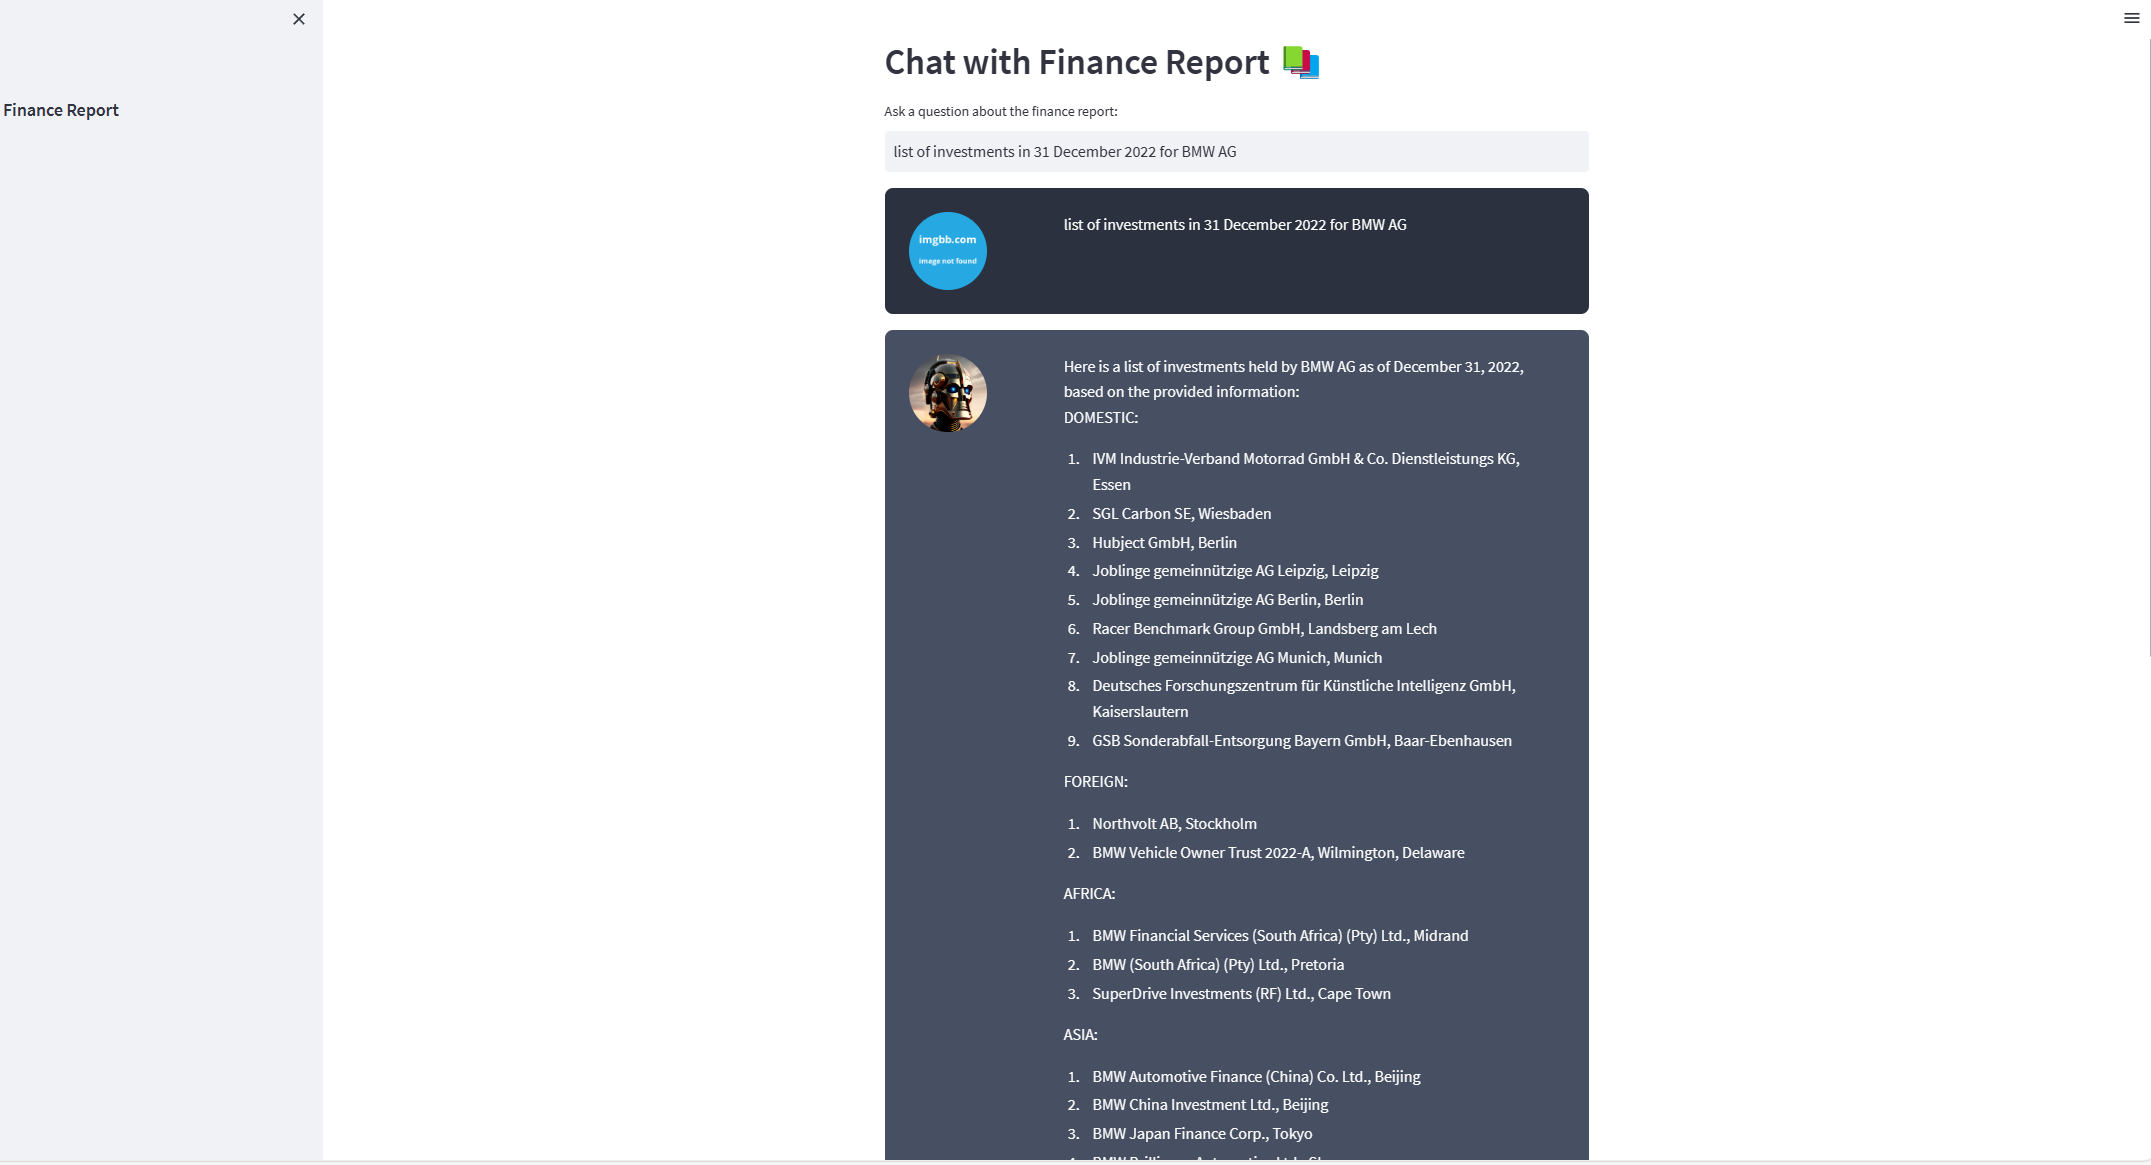 Finance Report
Chat with Finance Report
Ask a question about the finance report:
list of investments in 31 December 2022 for BMW AG
imgbb.com
image not found
list of investments in 31 December 2022 for BMW AG
Here is a list of investments held by BMW AG as of December 31, 2022,
based on the provided information:
DOMESTIC:
1. IVM Industrie-Verband Motorrad GmbH & Co. Dienstleistungs KG,
Essen
2. SGL Carbon SE, Wiesbaden
3. Hubject GmbH, Berlin
4. Joblinge gemeinnützige AG Leipzig, Leipzig
5. Joblinge gemeinnützige AG Berlin, Berlin
6. Racer Benchmark Group GmbH, Landsberg am Lech
7. Joblinge gemeinnützige AG Munich, Munich
8. Deutsches Forschungszentrum für Künstliche Intelligenz GmbH,
Kaiserslautern
9. GSB Sonderabfall-Entsorgung Bayern GmbH, Baar-Ebenhausen
FOREIGN:
1. Northvolt AB, Stockholm
2. BMW Vehicle Owner Trust 2022-A, Wilmington, Delaware
AFRICA:
1. BMW Financial Services (South Africa) (Pty) Ltd., Midrand
2. BMW (South Africa) (Pty) Ltd., Pretoria
3. SuperDrive Investments (RF) Ltd., Cape Town
ASIA:
1. BMW Automotive Finance (China) Co. Ltd., Beijing
2. BMW China Investment Ltd., Beijing
3. BMW Japan Finance Corp., Tokyo